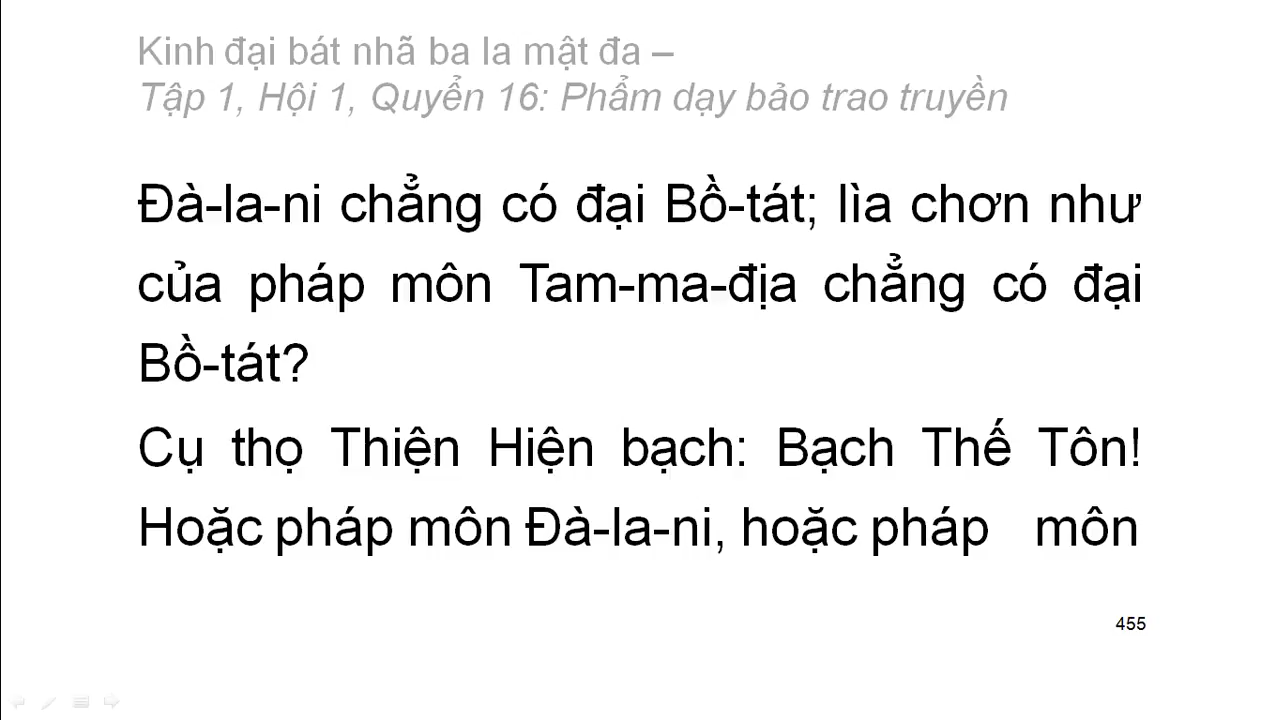 Kinh đại bát nhã ba la mật đa –
Tập 1, Hội 1, Quyển 16: Phẩm dạy bảo trao truyền
Đà-la-ni chẳng có đại Bồ-tát; lìa chơn như
của pháp môn Tam-ma-địa chẳng có đại
Bồ-tát?
Cụ thọ Thiện Hiện bạch: Bạch Thế Tôn!
Hoặc pháp môn Đà-la-ni, hoặc pháp môn
455